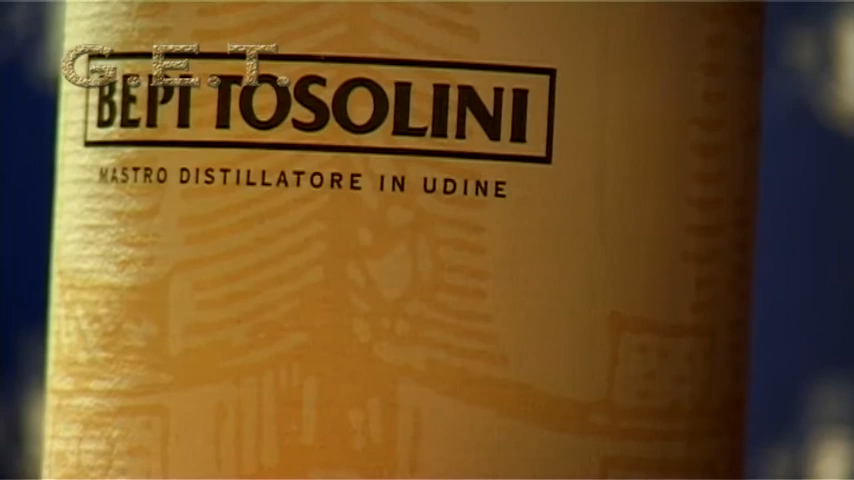 G.E.T.
BEPI TOSOLINI
MASTRO DISTILLATORE IN UDINE